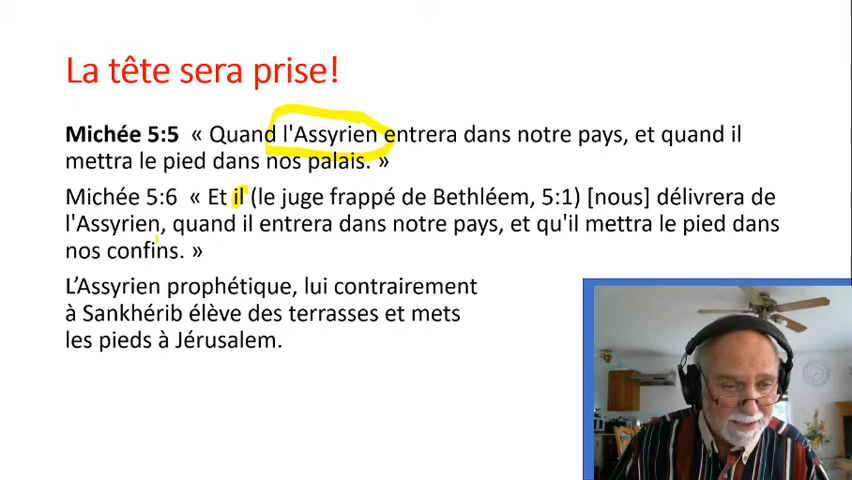 La tête sera prise!
Michée 5:5 « Quand l'Assyrien entrera dans notre pays, et quand il
mettra le pied dans nos palais. »
Michée 5:6 « Et il (le juge frappé de Bethléem, 5:1) [nous] délivrera de
l'Assyrien, quand il entrera dans notre pays, et qu'il mettra le pied dans
nos confins. »
L’Assyrien prophétique, lui contrairement
à Sankhérib élève des terrasses et mets
les pieds à Jérusalem.